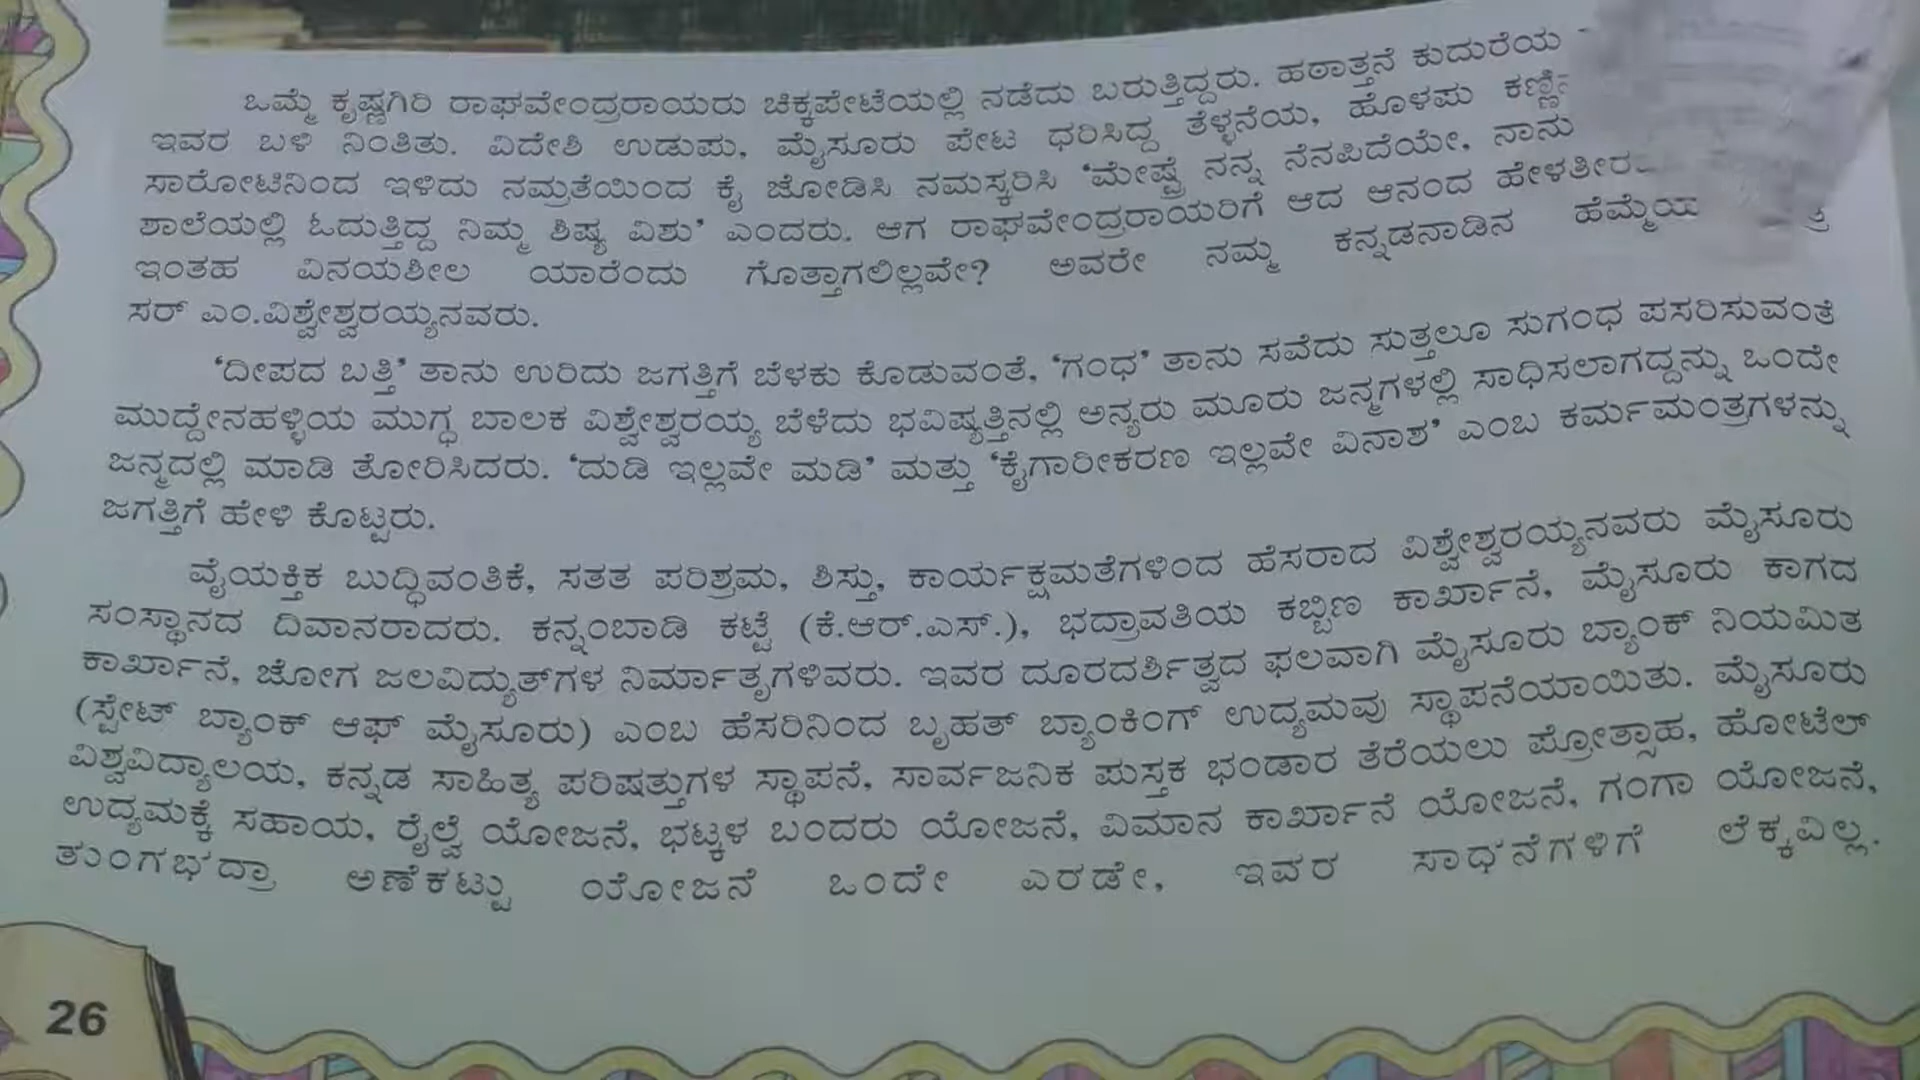 ಒಮ್ಮೆ ಕೃಷ್ಣಗಿರಿ ರಾಘವೇಂದ್ರರಾಯರು ಚಿಕ್ಕಪೇಟೆಯಲ್ಲಿ ನಡೆದು ಬರುತ್ತಿದ್ದರು. ಹಠಾತ್ತನೆ ಕುದುರೆಯ
ಇವರ ಬಳಿ ನಿಂತಿತು. ವಿದೇಶಿ ಉಡುಪು, ಮೈಸೂರು ಪೇಟ ಧರಿಸಿದ್ದ ತೆಳ್ಳನೆಯ, ಹೊಳಪು
ಸಾರೋಟಿನಿಂದ ಇಳಿದು ನಮ್ರತೆಯಿಂದ ಕೈ ಜೋಡಿಸಿ ನಮಸ್ಕರಿಸಿ ‘ಮೇಷ್ಟ್ರೆ ನನ್ನ ನೆನಪಿದೆಯೇ, ನಾನು
ಶಾಲೆಯಲ್ಲಿ ಓದುತ್ತಿದ್ದ ನಿಮ್ಮ ಶಿಷ್ಯ ವಿಶು’ ಎಂದರು. ಆಗ ರಾಘವೇಂದ್ರರಾಯರಿಗೆ ಆದ ಆನಂದ
ಇಂತಹ ವಿನಯಶೀಲ ಯಾರೆಂದು ಗೊತ್ತಾಗಲಿಲ್ಲವೇ? ಅವರೇ ನಮ್ಮ ಕನ್ನಡನಾಡಿನ ಹೆಮ್ಮೆಯ
ಸರ್ ಎಂ.ವಿಶ್ವೇಶ್ವರಯ್ಯನವರು.
‘ದೀಪದ ಬತ್ತಿ’ ತಾನು ಉರಿದು ಜಗತ್ತಿಗೆ ಬೆಳಕು ಕೊಡುವಂತೆ, ‘ಗಂಧ’ ತಾನು ಸವೆದು ಸುತ್ತಲೂ ಸುಗಂಧ ಪಸರಿಸುವಂತೆ
ಮುದ್ದೇನಹಳ್ಳಿಯ ಮುಗ್ಧ ಬಾಲಕ ವಿಶ್ವೇಶ್ವರಯ್ಯ ಬೆಳೆದು ಭವಿಷ್ಯತ್ತಿನಲ್ಲಿ ಅನ್ಯರು ಮೂರು ಜನ್ಮಗಳಲ್ಲಿ ಸಾಧಿಸಲಾಗದ್ದನ್ನು ಒಂದೇ
ಜನ್ಮದಲ್ಲಿ ಮಾಡಿ ತೋರಿಸಿದರು. ‘ದುಡಿ ಇಲ್ಲವೇ ಮಡಿ’ ಮತ್ತು ‘ಕೈಗಾರೀಕರಣ ಇಲ್ಲವೇ ವಿನಾಶ’ ಎಂಬ ಕರ್ಮಮಂತ್ರಗಳನ್ನು
ಜಗತ್ತಿಗೆ ಹೇಳಿ ಕೊಟ್ಟರು.
ವೈಯಕ್ತಿಕ ಬುದ್ಧಿವಂತಿಕೆ, ಸತತ ಪರಿಶ್ರಮ, ಶಿಸ್ತು, ಕಾರ್ಯಕ್ಷಮತೆಗಳಿಂದ ಹೆಸರಾದ ವಿಶ್ವೇಶ್ವರಯ್ಯನವರು ಮೈಸೂರು
ಸಂಸ್ಥಾನದ ದಿವಾನರಾದರು. ಕನ್ನಂಬಾಡಿ ಕಟ್ಟೆ (ಕೆ.ಆರ್.ಎಸ್.), ಭದ್ರಾವತಿಯ ಕಬ್ಬಿಣ ಕಾರ್ಖಾನೆ, ಮೈಸೂರು ಕಾಗದ
ಕಾರ್ಖಾನೆ, ಜೋಗ ಜಲವಿದ್ಯುತ್‌ಗಳ ನಿರ್ಮಾತೃಗಳಿವರು. ಇವರ ದೂರದರ್ಶಿತ್ವದ ಫಲವಾಗಿ ಮೈಸೂರು ಬ್ಯಾಂಕ್ ನಿಯಮಿತ
(ಸ್ಟೇಟ್ ಬ್ಯಾಂಕ್ ಆಫ್ ಮೈಸೂರು) ಎಂಬ ಹೆಸರಿನಿಂದ ಬೃಹತ್ ಬ್ಯಾಂಕಿಂಗ್ ಉದ್ಯಮವು ಸ್ಥಾಪನೆಯಾಯಿತು. ಮೈಸೂರು
ವಿಶ್ವವಿದ್ಯಾಲಯ, ಕನ್ನಡ ಸಾಹಿತ್ಯ ಪರಿಷತ್ತುಗಳ ಸ್ಥಾಪನೆ, ಸಾರ್ವಜನಿಕ ಪುಸ್ತಕ ಭಂಡಾರ ತೆರೆಯಲು ಪ್ರೋತ್ಸಾಹ, ಹೋಟೆಲ್
ಉದ್ಯಮಕ್ಕೆ ಸಹಾಯ, ರೈಲ್ವೆ ಯೋಜನೆ, ಭಟ್ಕಳ ಬಂದರು ಯೋಜನೆ, ವಿಮಾನ ಕಾರ್ಖಾನೆ ಯೋಜನೆ, ಗಂಗಾ ಯೋಜನೆ,
ತುಂಗಭದ್ರಾ ಅಣೆಕಟ್ಟು ಯೋಜನೆ ಒಂದೇ ಎರಡೇ, ಇವರ ಸಾಧನೆಗಳಿಗೆ ಲೆಕ್ಕವಿಲ್ಲ.
26